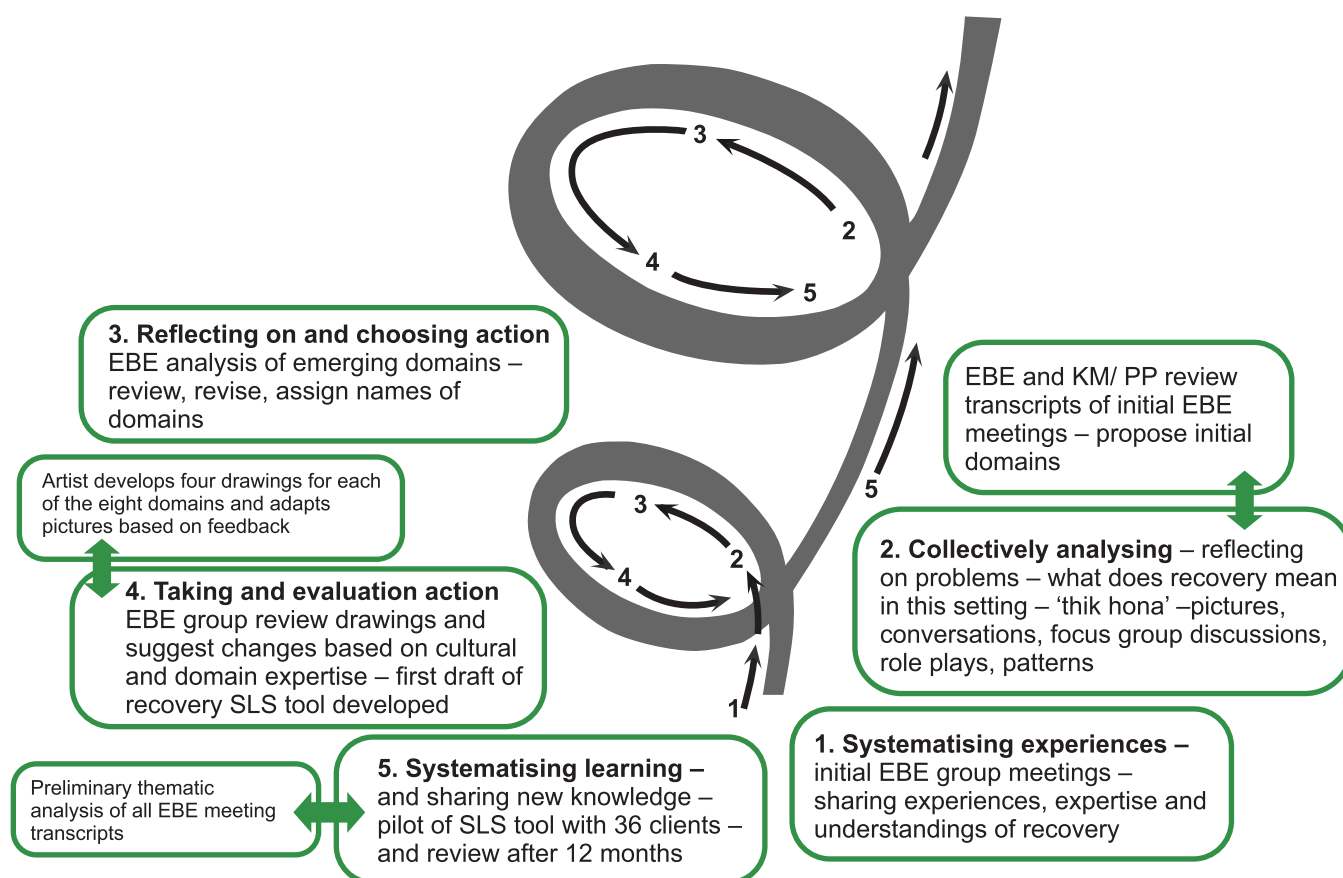 3
2
4
5
3. Reflecting on and choosing action
EBE analysis of emerging domains –
review, revise, assign names of
domains
EBE and KM/ PP review
transcripts of initial EBE
meetings – propose initial
domains
Artist develops four drawings for each
of the eight domains and adapts
pictures based on feedback
3
2
4
5
1
2. Collectively analysing – reflecting
on problems – what does recovery mean
in this setting – ‘thik hona’ –pictures,
conversations, focus group discussions,
role plays, patterns
4. Taking and evaluation action
EBE group review drawings and
suggest changes based on cultural
and domain expertise – first draft of
recovery SLS tool developed
1. Systematising experiences –
initial EBE group meetings –
sharing experiences, expertise and
understandings of recovery
5. Systematising learning –
and sharing new knowledge –
pilot of SLS tool with 36 clients –
and review after 12 months
Preliminary thematic
analysis of all EBE meeting
transcripts